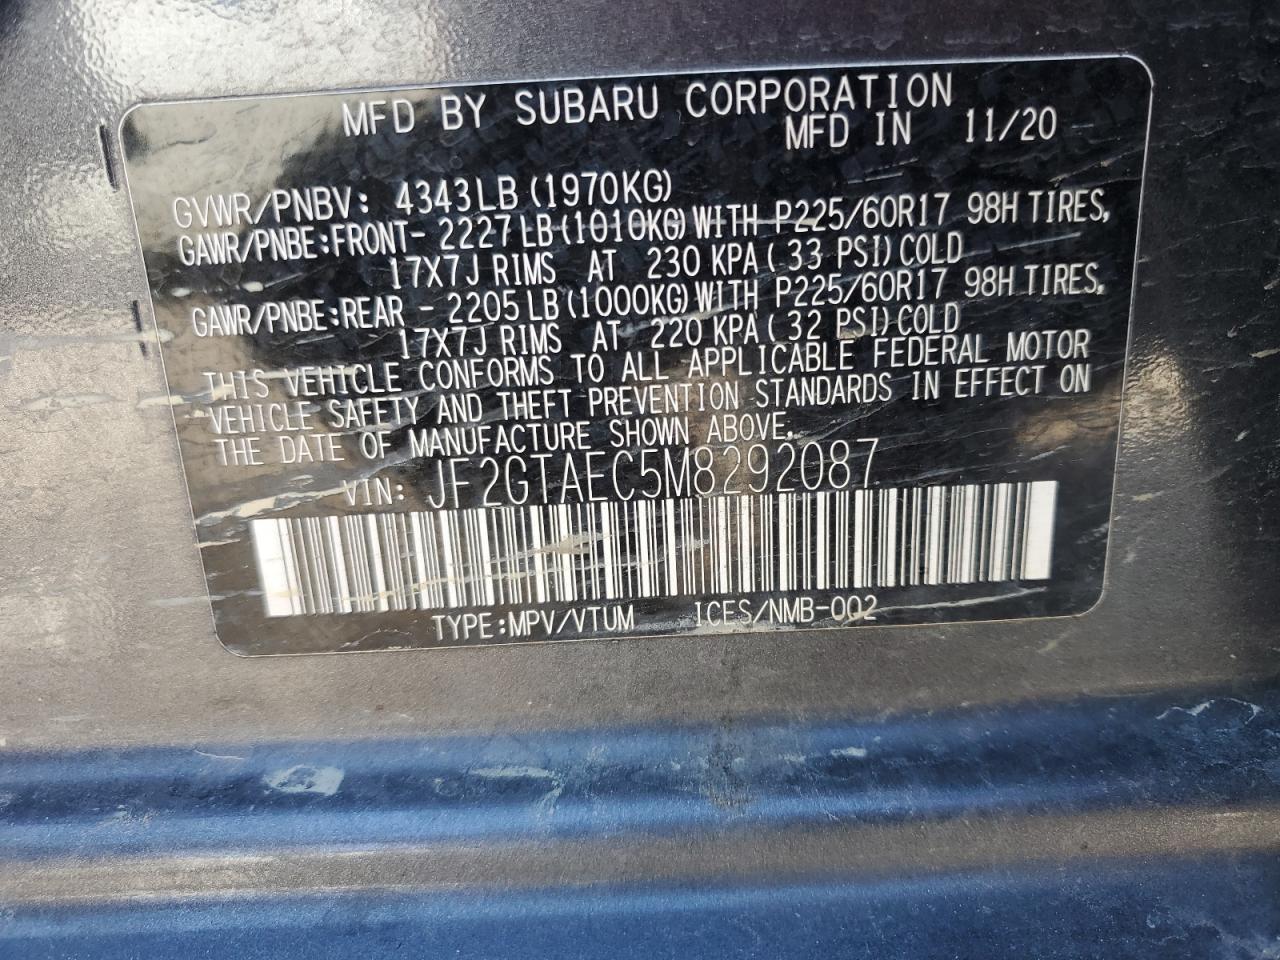 MFD BY SUBARU CORPORATION
MFD IN 11/20
GVWR/PNBV: 4343LB (1970KG)
GAWR/PNBE:FRONT- 2227LB(1010KG)WITH P225/60R17 98H TIRES,
17X7J RIMS AT 230 KPA(33 PSI)COLD
GAWR/PNBE:REAR - 2205LB(1000KG)WITH P225/60R17 98H TIRES,
17X7J RIMS AT 220 KPA(32 PSI)COLD
THIS VEHICLE CONFORMS TO ALL APPLICABLE FEDERAL MOTOR
VEHICLE SAFETY AND THEFT PREVENTION STANDARDS IN EFFECT ON
THE DATE OF MANUFACTURE SHOWN ABOVE.
VIN: JF2GTAEC5M8292087
TYPE:MPV/VTUM ICES/NMB-002